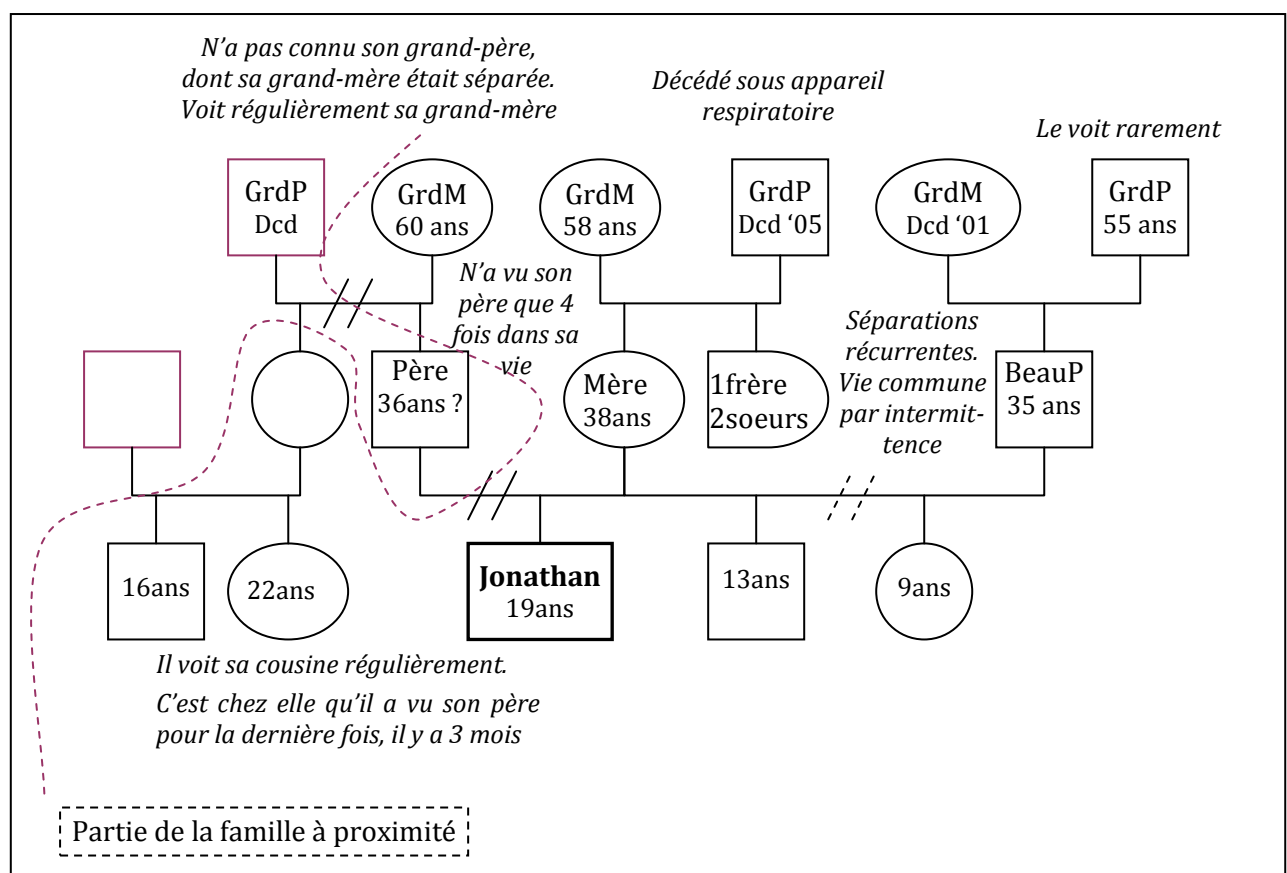 N’a pas connu son grand-père,
dont sa grand-mère était séparée.
Voit régulièrement sa grand-mère
Décédé sous appareil
respiratoire
Le voit rarement
GrdP
Dcd
GrdM
60 ans
GrdM
58 ans
GrdP
Dcd ‘05
GrdM
Dcd ‘01
GrdP
55 ans
N’a vu son
père que 4
fois dans sa
vie
Séparations
récurrentes.
Vie commune
par intermit-
tence
Père
36ans ?
Mère
38ans
1frère
2soeurs
BeauP
35 ans
16ans
22ans
Jonathan
19ans
13ans
9ans
Il voit sa cousine régulièrement.
C’est chez elle qu’il a vu son père
pour la dernière fois, il y a 3 mois
Partie de la famille à proximité